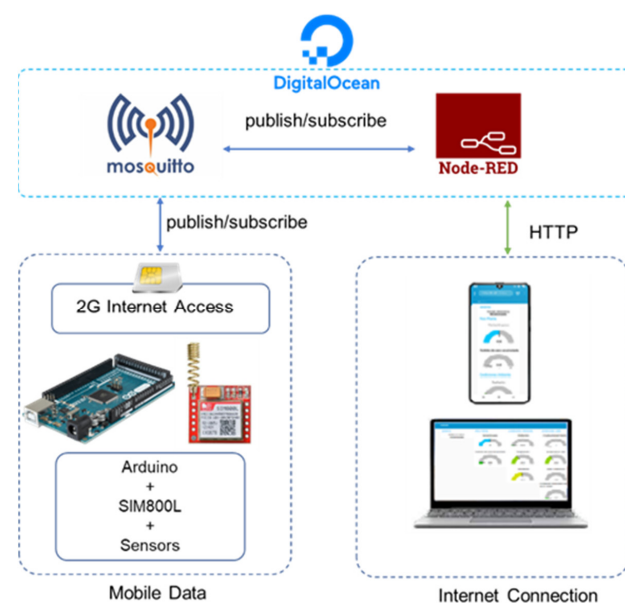 DigitalOcean
publish/subscribe
mosquitto
Node-RED
publish/subscribe
HTTP
2G Internet Access
SIM800L
Arduino
+
SIM800L
+
Sensors
Mobile Data
Internet Connection